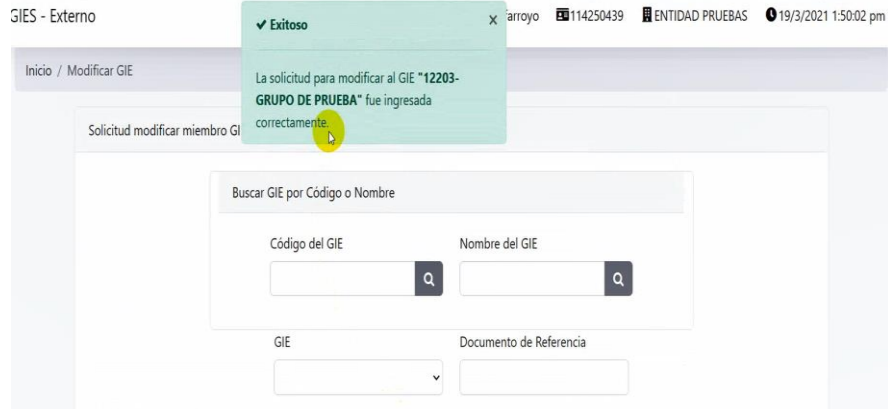 GIES - Externo
arroyo 114250439 ENTIDAD PRUEBAS 19/3/2021 1:50:02 pm
✔ Exitoso x
La solicitud para modificar al GIE "12203-
GRUPO DE PRUEBA" fue ingresada
correctamente.
Inicio / Modificar GIE
Solicitud modificar miembro GI
Buscar GIE por Código o Nombre
Código del GIE Nombre del GIE
GIE Documento de Referencia